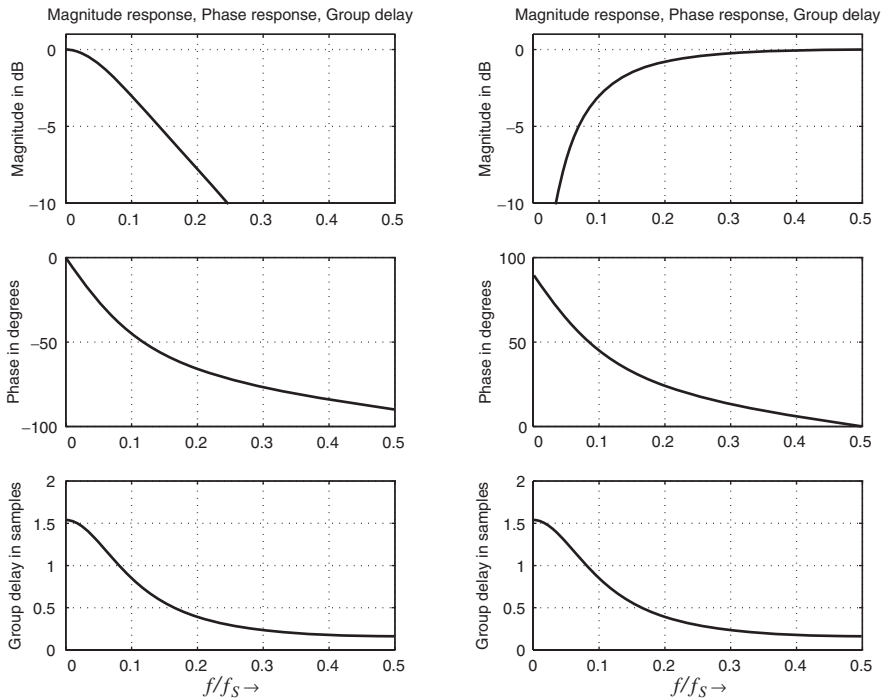 Magnitude response, Phase response, Group delay
Magnitude in dB
0
−5
−10
0 0.1 0.2 0.3 0.4 0.5
Phase in degrees
0
−50
−100
0 0.1 0.2 0.3 0.4 0.5
Group delay in samples
2
1.5
1
0.5
0
0 0.1 0.2 0.3 0.4 0.5
f/fS→
Magnitude response, Phase response, Group delay
Magnitude in dB
0
−5
−10
0 0.1 0.2 0.3 0.4 0.5
Phase in degrees
100
50
0
0 0.1 0.2 0.3 0.4 0.5
Group delay in samples
2
1.5
1
0.5
0
0 0.1 0.2 0.3 0.4 0.5
f/fS→